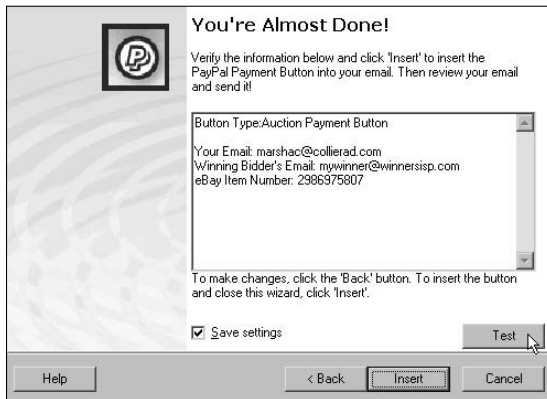 You're Almost Done!
Verify the information below and click 'Insert' to insert the
PayPal Payment Button into your email. Then review your email
and send it!
Button Type:Auction Payment Button
Your Email: marshac@collierad.com
Winning Bidder's Email: mywinner@winnersisp.com
eBay Item Number: 2986975807
To make changes, click the 'Back' button. To insert the button
and close this wizard, click 'Insert'.
Save settings
Test
Help
< Back
Insert
Cancel